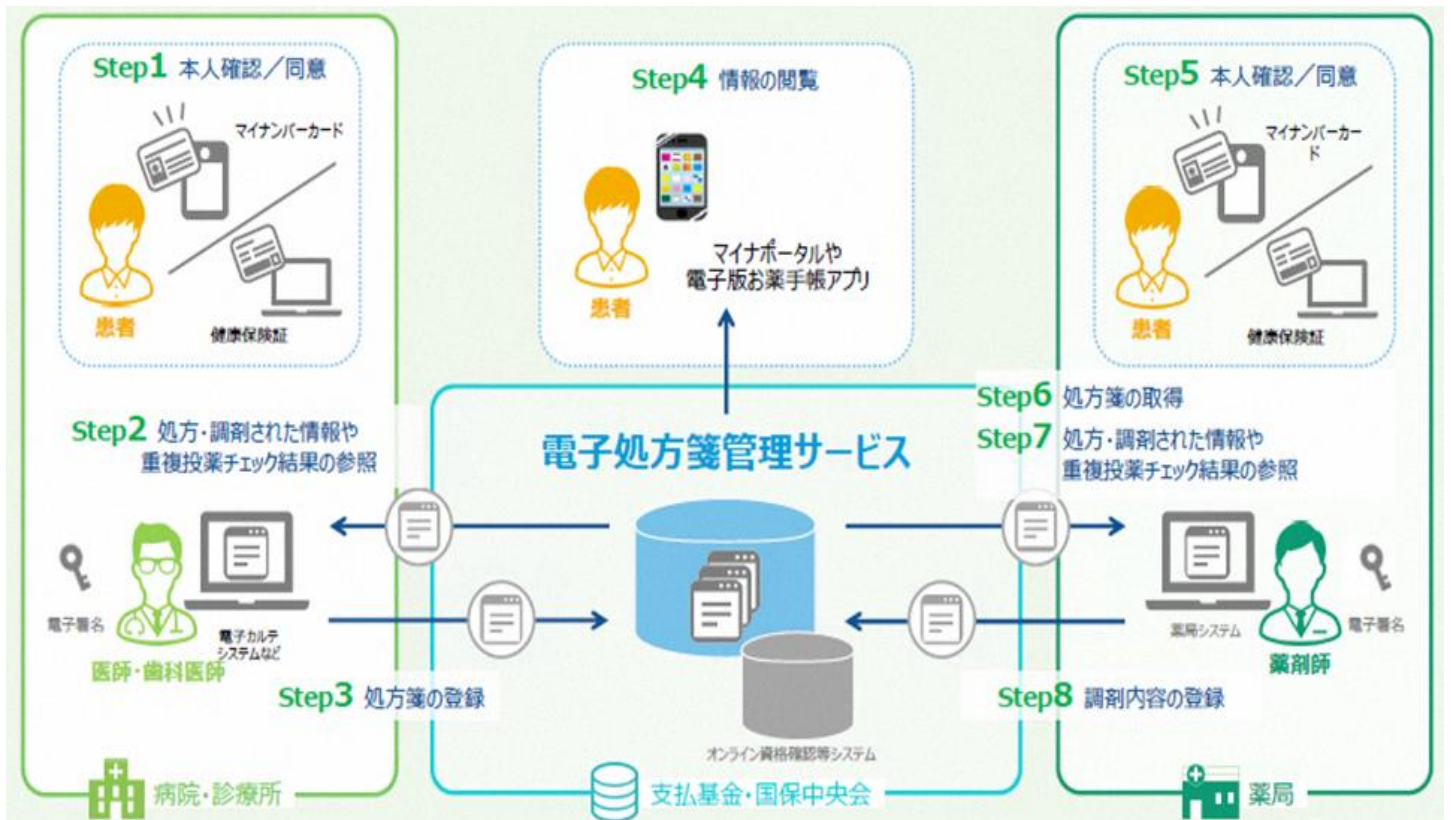 Step1 本人確認／同意
マイナンバーカード
患者
健康保険証
Step2 処方・調剤された情報や
重複投薬チェック結果の参照
電子署名
電子カルテ
システムなど
医師・歯科医師
Step3 処方箋の登録
病院・診療所
Step4 情報の閲覧
マイナポータルや
電子版お薬手帳アプリ
患者
電子処方箋管理サービス
オンライン資格確認等システム
支払基金・国保中央会
Step5 本人確認／同意
マイナンバーカー
ド
患者
健康保険証
Step6 処方箋の取得
Step7 処方・調剤された情報や
重複投薬チェック結果の参照
薬局システム
電子署名
薬剤師
Step8 調剤内容の登録
薬局